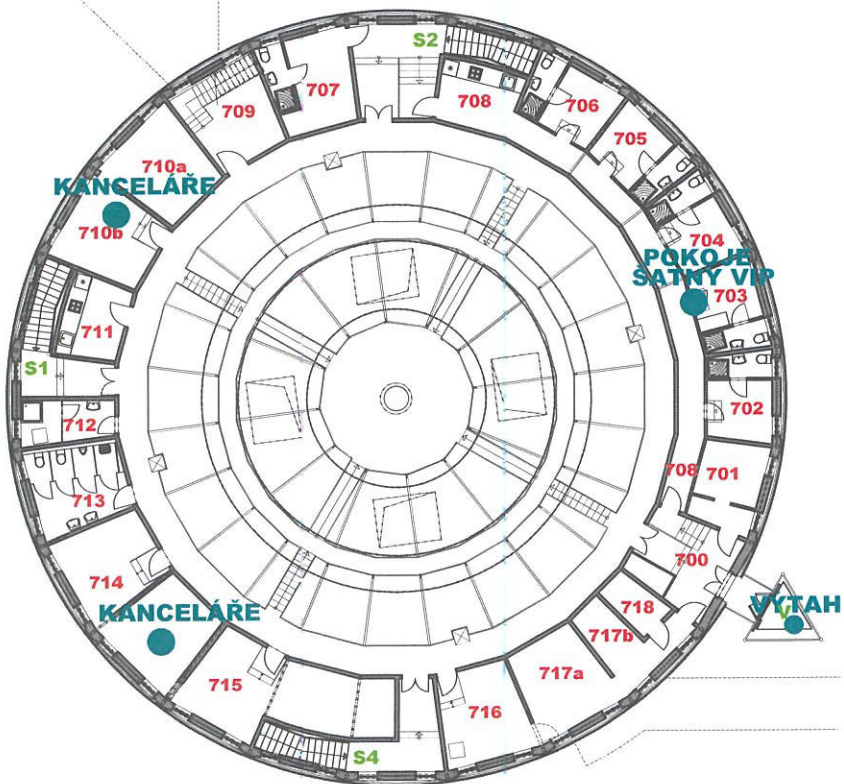 S2
707
708
706
709
705
710a
KANCELÁŘE
710b
704
POKOJE
ŠATNY VIP
703
711
S1
702
712
708
701
713
700
714
718
VÝTAH
V
KANCELÁŘE
717b
717a
715
716
S4